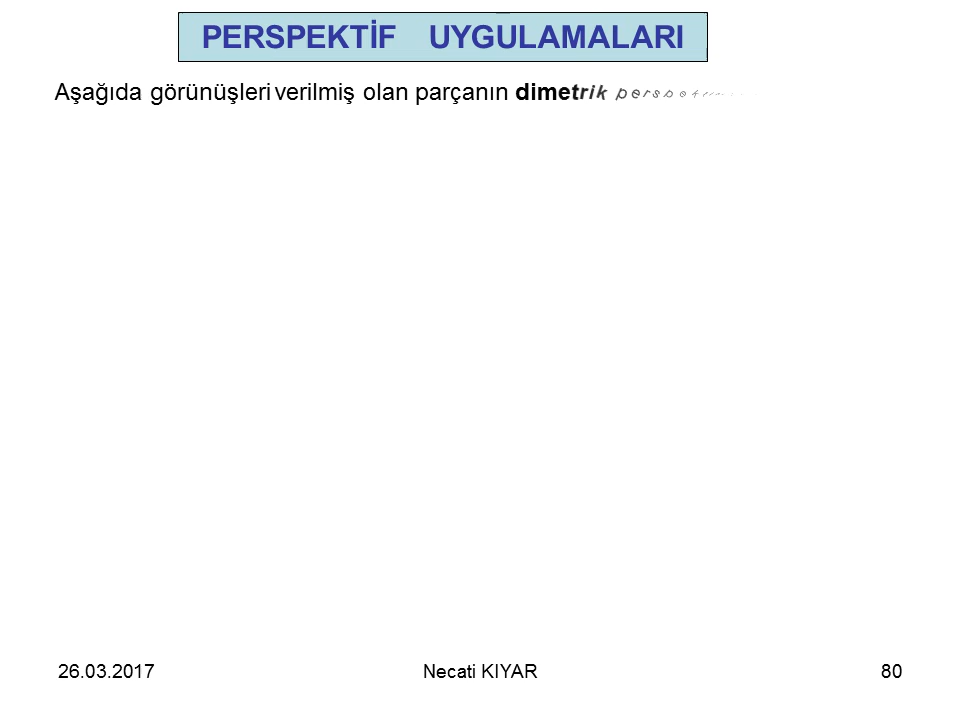 PERSPEKTİF UYGULAMALARI
Aşağıda görünüşleri verilmiş olan parçanın dimetrik
26.03.2017 Necati KIYAR 80